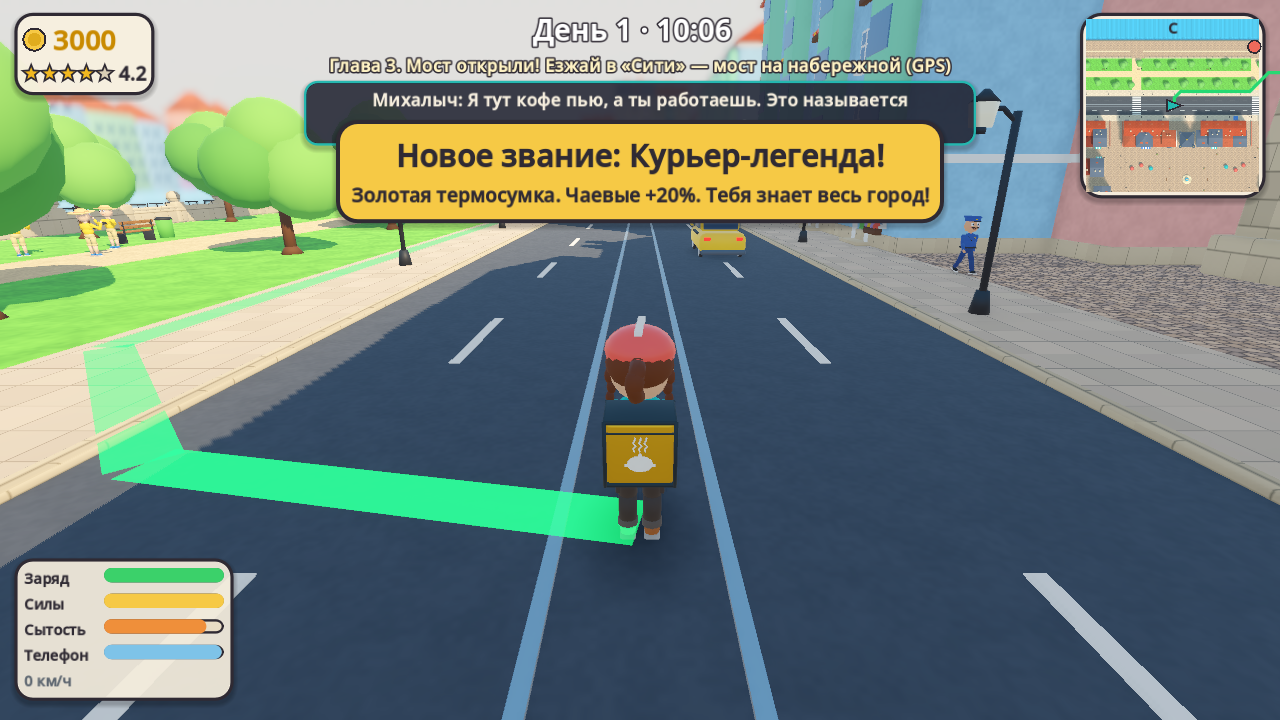 3000
4.2
День 1 · 10:06
Глава 3. Мост открыли! Езжай в «Сити» — мост на набережной (GPS)
Михалыч: Я тут кофе пью, а ты работаешь. Это называется
Новое звание: Курьер-легенда!
Золотая термосумка. Чаевые +20%. Тебя знает весь город!
С
Заряд
Силы
Сытость
Телефон
0 км/ч